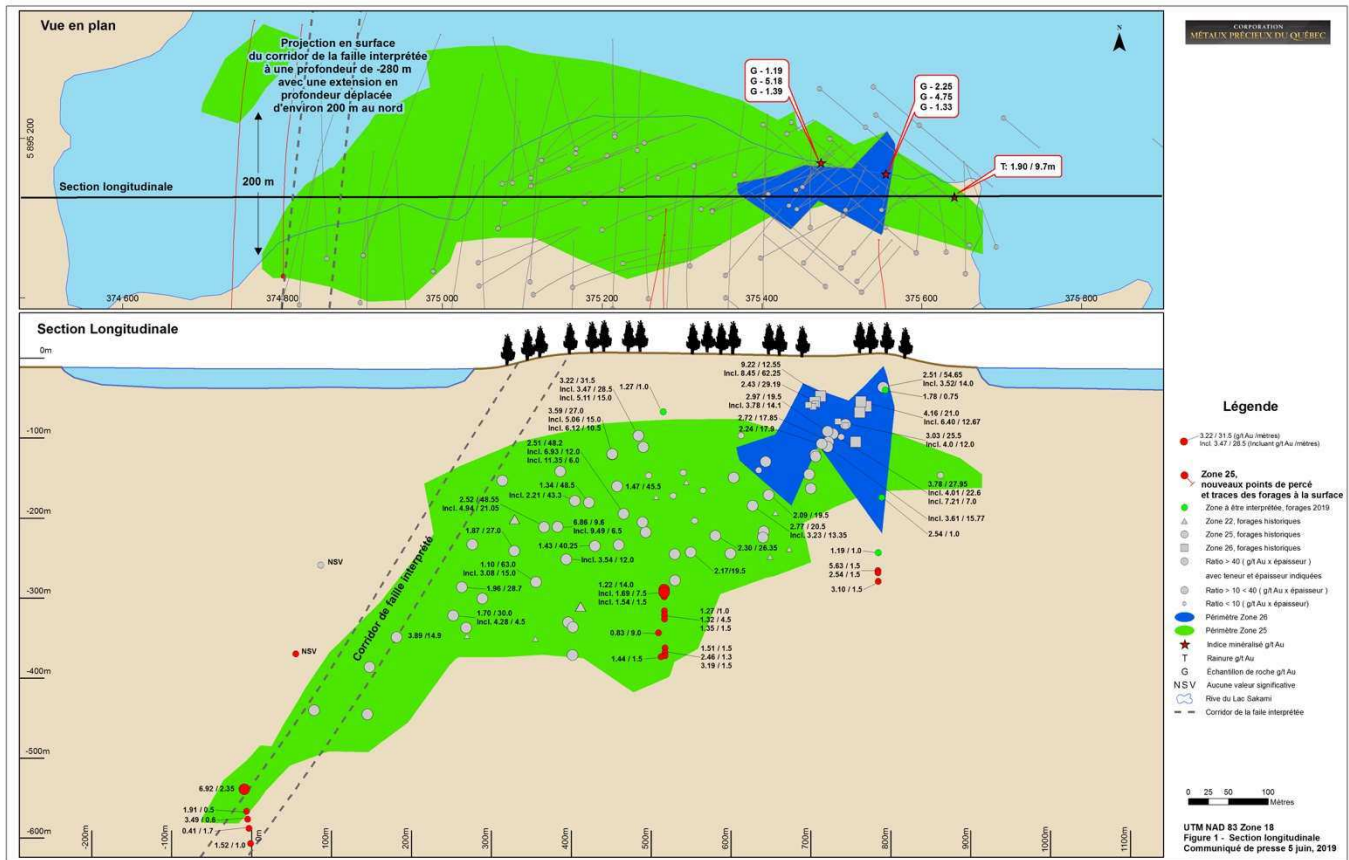 Vue en plan
Projection en surface
du corridor de la faille interprétée
à une profondeur de -280 m
avec une extension en
profondeur déplacée
d'environ 200 m au nord
N
CORPORATION
MÉTAUX PRÉCIEUX DU QUÉBEC
G - 1.19
G - 5.18
G - 1.39
G - 2.25
G - 4.75
G - 1.33
T: 1.90 / 9.7m
5 895 200
Section longitudinale
200 m
374 600
374 800
375 000
375 200
375 400
375 600
375 800
Section Longitudinale
0m
-100m
-200m
-300m
-400m
-500m
-600m
3.22 / 31.5
Incl. 3.47 / 28.5
Incl. 5.11 / 15.0
1.27 /1.0
3.59 / 27.0
Incl. 5.06 / 15.0
Incl. 6.12 / 10.5
2.51 / 48.2
Incl. 6.93 / 12.0
Incl. 11.35 / 6.0
1.34 / 48.5
Incl. 2.21 / 43.3
1.47 / 45.5
2.52 / 48.55
Incl. 4.94 / 21.05
6.86 / 9.6
Incl. 9.49 / 6.5
1.87 / 27.0
1.43 / 40.25
Incl. 3.54 / 12.0
1.10 / 63.0
Incl. 3.08 / 15.0
1.96 / 28.7
1.70 / 30.0
Incl. 4.28 / 4.5
3.89 / 14.9
9.22 / 12.55
Incl. 8.45 / 62.25
2.43 / 29.19
2.97 / 19.5
Incl. 3.78 / 14.1
2.72 / 17.85
2.24 / 17.9
2.51 / 54.65
Incl. 3.52/ 14.0
1.78 / 0.75
4.16 / 21.0
Incl. 6.40 / 12.67
3.03 / 25.5
Incl. 4.0 / 12.0
3.78 / 27.95
Incl. 4.01 / 22.6
Incl. 7.21 / 7.0
Incl. 3.61 / 15.77
2.54 / 1.0
2.09 / 19.5
2.77 / 20.5
Incl. 3.23 / 13.35
2.30 / 26.35
2.17/19.5
1.19 / 1.0
5.63 / 1.5
2.54 / 1.5
3.10 / 1.5
1.22 / 14.0
Incl. 1.69 / 7.5
Incl. 1.54 / 1.5
1.27 /1.0
1.32 / 4.5
1.35 / 1.5
0.83 / 9.0
1.51 / 1.5
2.46 / 1.3
3.19 / 1.5
1.44 / 1.5
NSV
NSV
Corridor de faille interprété
6.92 / 2.35
1.91 / 0.5
3.49 / 0.6
0.41 / 1.7
1.52 / 1.0
-200m
-100m
0m
100m
200m
300m
400m
500m
600m
700m
800m
900m
1000m
1100m
Légende
3.22 / 31.5 (g/t Au /mètres)
Incl. 3.47 / 28.5 (Incluant g/t Au /mètres)
Zone 25,
nouveaux points de percé
et traces des forages à la surface
Zone à être interprétée, forages 2019
Zone 22, forages historiques
Zone 25, forages historiques
Zone 26, forages historiques
Ratio > 40 ( g/t Au x épaisseur)
avec teneur et épaisseur indiquées
Ratio > 10 < 40 ( g/t Au x épaisseur )
Ratio < 10 ( g/t Au x épaisseur)
Périmètre Zone 26
Périmètre Zone 25
Indice minéralisé g/t Au
T Rainure g/t Au
G Échantillon de roche g/t Au
NSV Aucune valeur significative
Rive du Lac Sakami
Corridor de la faile interprétée
0 25 50 100
Mètres
UTM NAD 83 Zone 18
Figure 1 - Section longitudinale
Communiqué de presse 5 juin, 2019